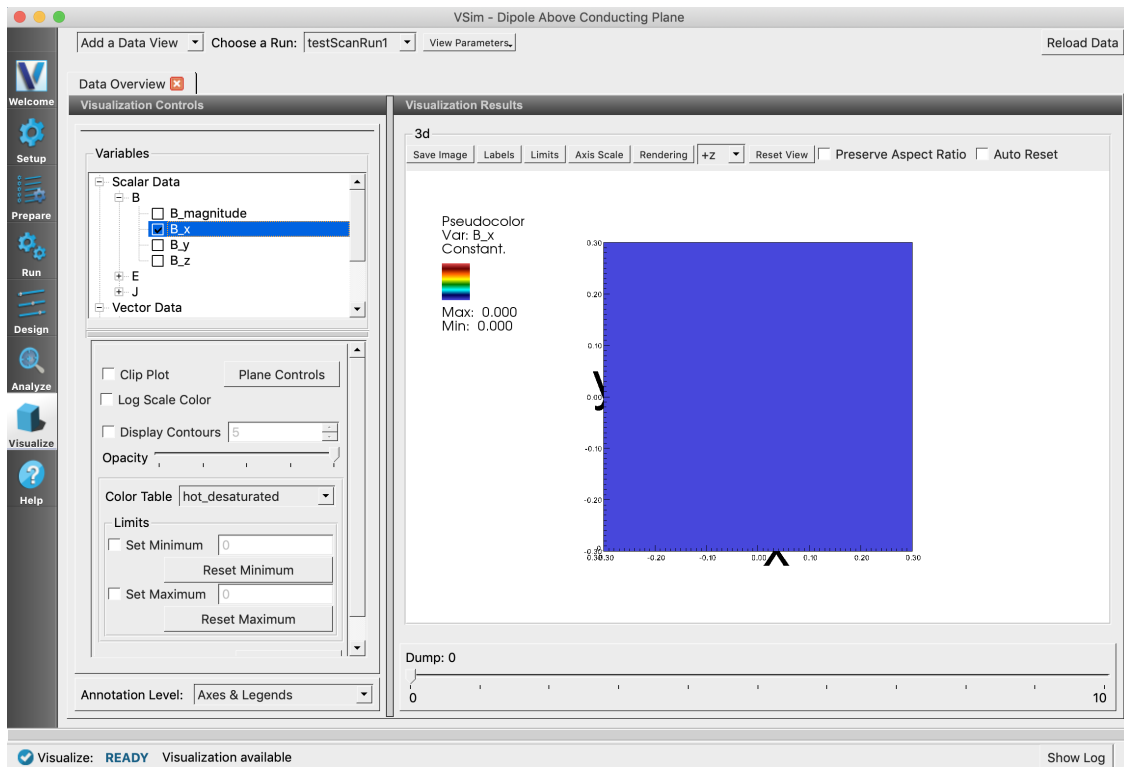 VSim - Dipole Above Conducting Plane
Add a Data View Choose a Run: testScanRun1 View Parameters Reload Data
Data Overview
Welcome
Setup
Prepare
Run
Design
Analyze
Visualize
Help
Visualization Controls
Variables
Scalar Data
B
B_magnitude
B_x
B_y
B_z
E
J
Vector Data
Clip Plot Plane Controls
Log Scale Color
Display Contours 5
Opacity
Color Table hot_desaturated
Limits
Set Minimum 0
Reset Minimum
Set Maximum 0
Reset Maximum
Annotation Level: Axes & Legends
Visualization Results
3d
Save Image Labels Limits Axis Scale Rendering +z Reset View Preserve Aspect Ratio Auto Reset
Pseudocolor
Var: B_x
Constant.
Max: 0.000
Min: 0.000
0.30
0.20
0.10
0.00
-0.10
-0.20
-0.30 -0.20 -0.10 0.00 0.10 0.20 0.30
Dump: 0
0 10
Visualize: READY Visualization available Show Log